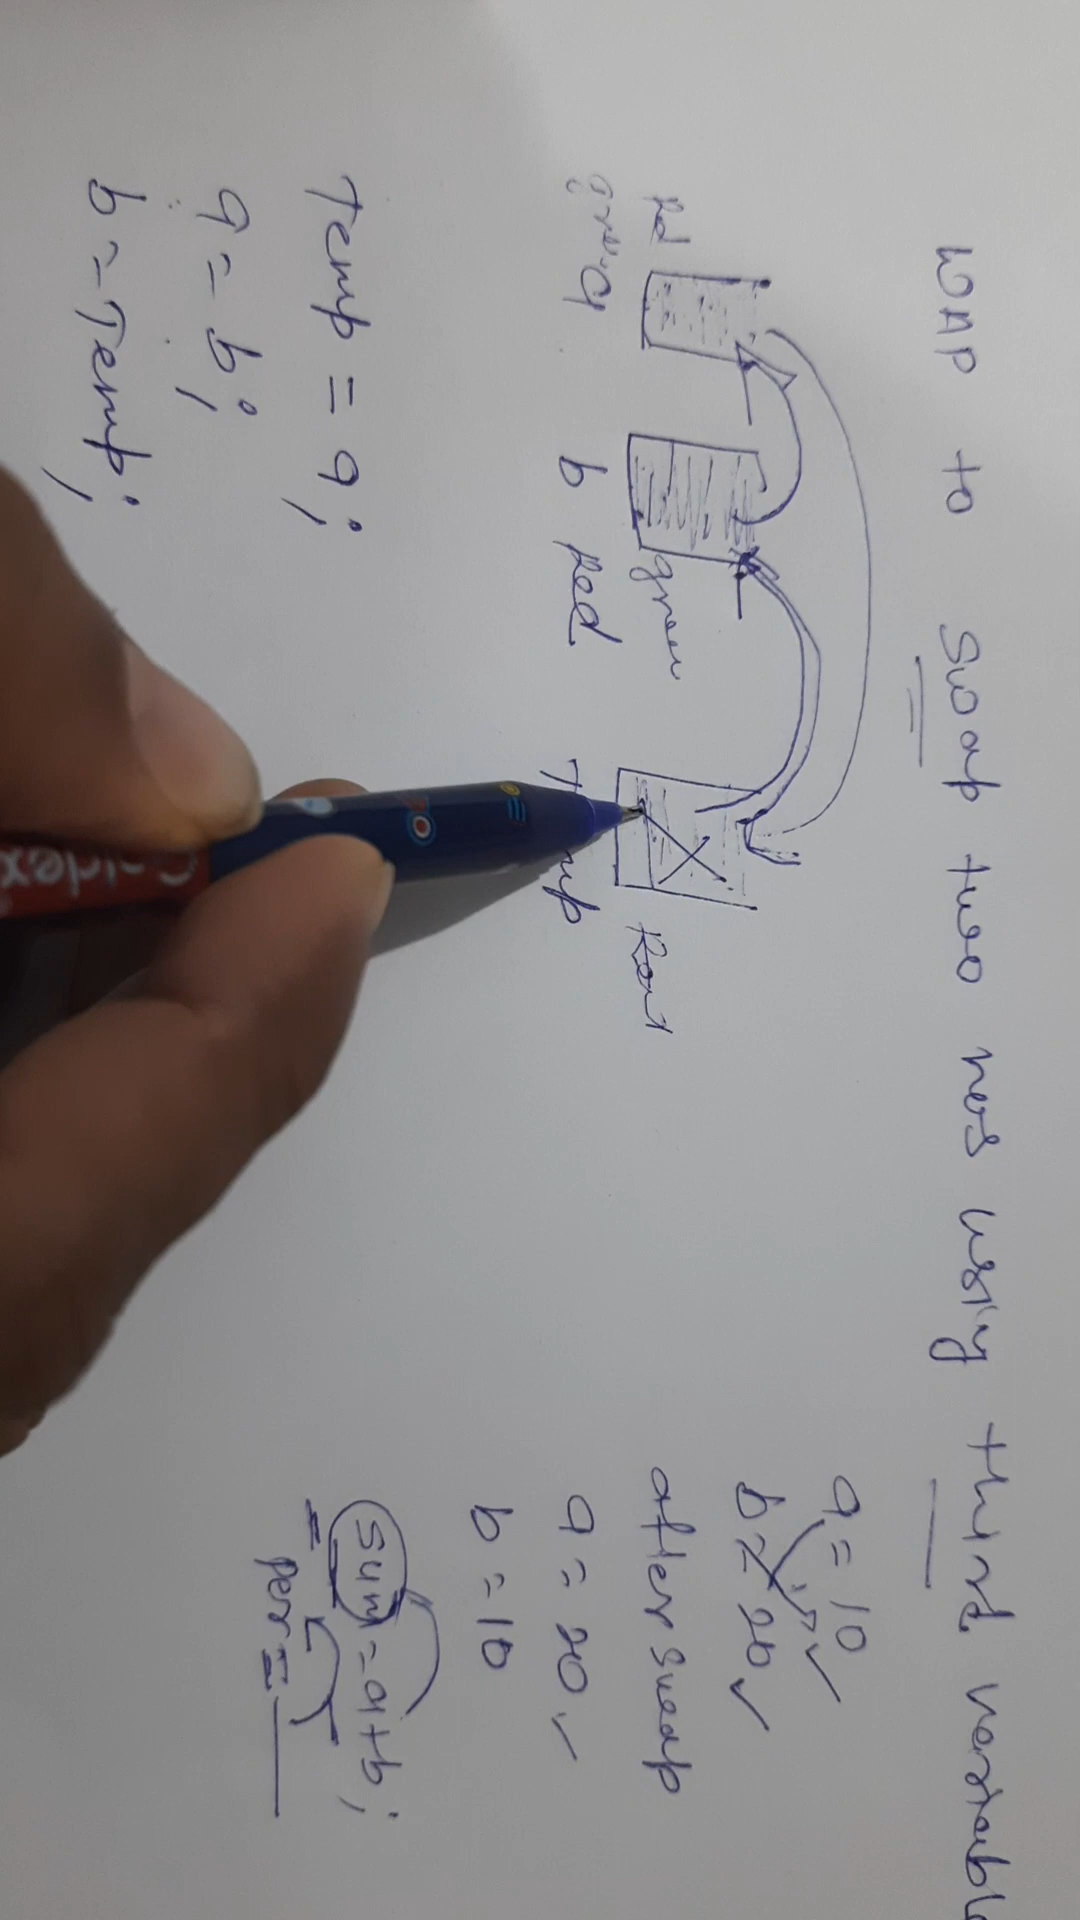 WAP to swap two nos using third variable
a = 10
b = 20
after swap
a = 20
b = 10
Sum = a+b;
per =
Red
green
a
green
b Red
Temp
Temp = a;
a = b;
b = Temp;